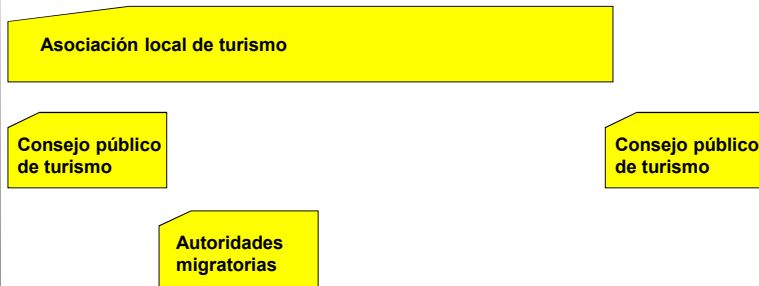 Asociación local de turismo
Consejo público
de turismo
Consejo público
de turismo
Autoridades
migratorias